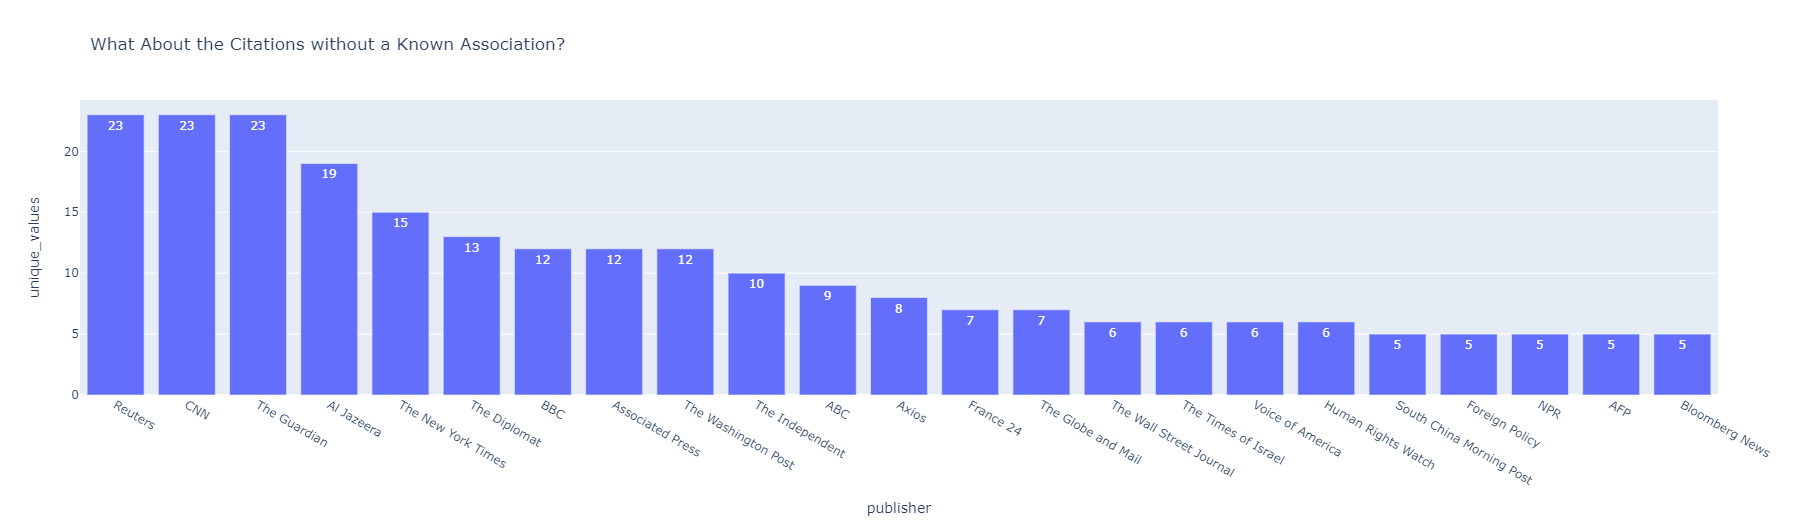 What About the Citations without a Known Association?
unique_values
20
15
10
5
0
23
23
23
19
15
13
12
12
12
10
9
8
7
7
6
6
6
6
5
5
5
5
5
Reuters
CNN
The Guardian
Al Jazeera
The New York Times
The Diplomat
BBC
Associated Press
The Washington Post
The Independent
ABC
Axios
France 24
The Globe and Mail
The Wall Street Journal
The Times of Israel
Voice of America
Human Rights Watch
South China Morning Post
Foreign Policy
NPR
AFP
Bloomberg News
publisher